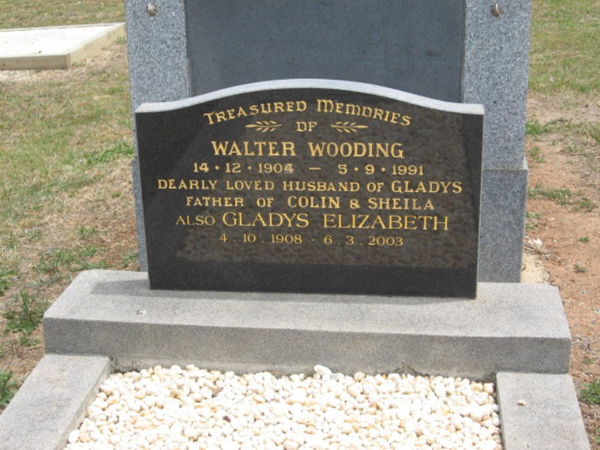 TREASURED MEMORIES
OF
WALTER WOODING
14·12·1904 — 5·9·1991
DEARLY LOVED HUSBAND OF GLADYS
FATHER OF COLIN & SHEILA
ALSO GLADYS ELIZABETH
4·10·1908 · 6·3·2003